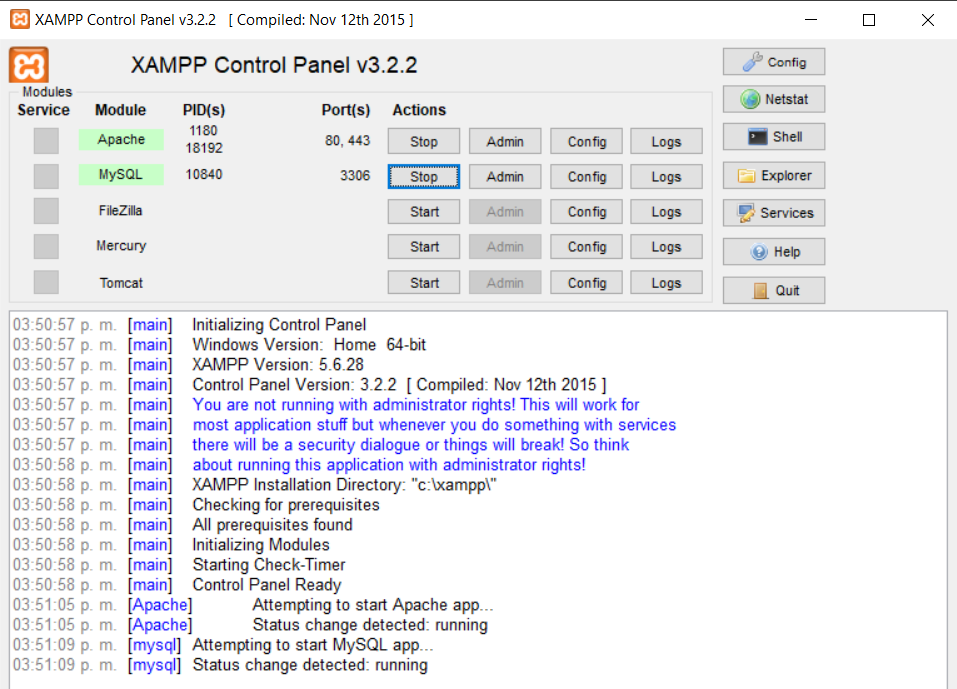 XAMPP Control Panel v3.2.2 [ Compiled: Nov 12th 2015 ]
XAMPP Control Panel v3.2.2
Config
Modules
Service Module PID(s) Port(s) Actions
Netstat
Apache 1180 18192 80, 443 Stop Admin Config Logs
Shell
MySQL 10840 3306 Stop Admin Config Logs
Explorer
FileZilla Start Admin Config Logs
Services
Mercury Start Admin Config Logs
Help
Tomcat Start Admin Config Logs
Quit
03:50:57 p. m. [main] Initializing Control Panel
03:50:57 p. m. [main] Windows Version: Home 64-bit
03:50:57 p. m. [main] XAMPP Version: 5.6.28
03:50:57 p. m. [main] Control Panel Version: 3.2.2 [ Compiled: Nov 12th 2015 ]
03:50:57 p. m. [main] You are not running with administrator rights! This will work for
03:50:57 p. m. [main] most application stuff but whenever you do something with services
03:50:57 p. m. [main] there will be a security dialogue or things will break! So think
03:50:58 p. m. [main] about running this application with administrator rights!
03:50:58 p. m. [main] XAMPP Installation Directory: "c:\xampp\"
03:50:58 p. m. [main] Checking for prerequisites
03:50:58 p. m. [main] All prerequisites found
03:50:58 p. m. [main] Initializing Modules
03:50:58 p. m. [main] Starting Check-Timer
03:50:58 p. m. [main] Control Panel Ready
03:51:05 p. m. [Apache] Attempting to start Apache app...
03:51:05 p. m. [Apache] Status change detected: running
03:51:09 p. m. [mysql] Attempting to start MySQL app...
03:51:09 p. m. [mysql] Status change detected: running